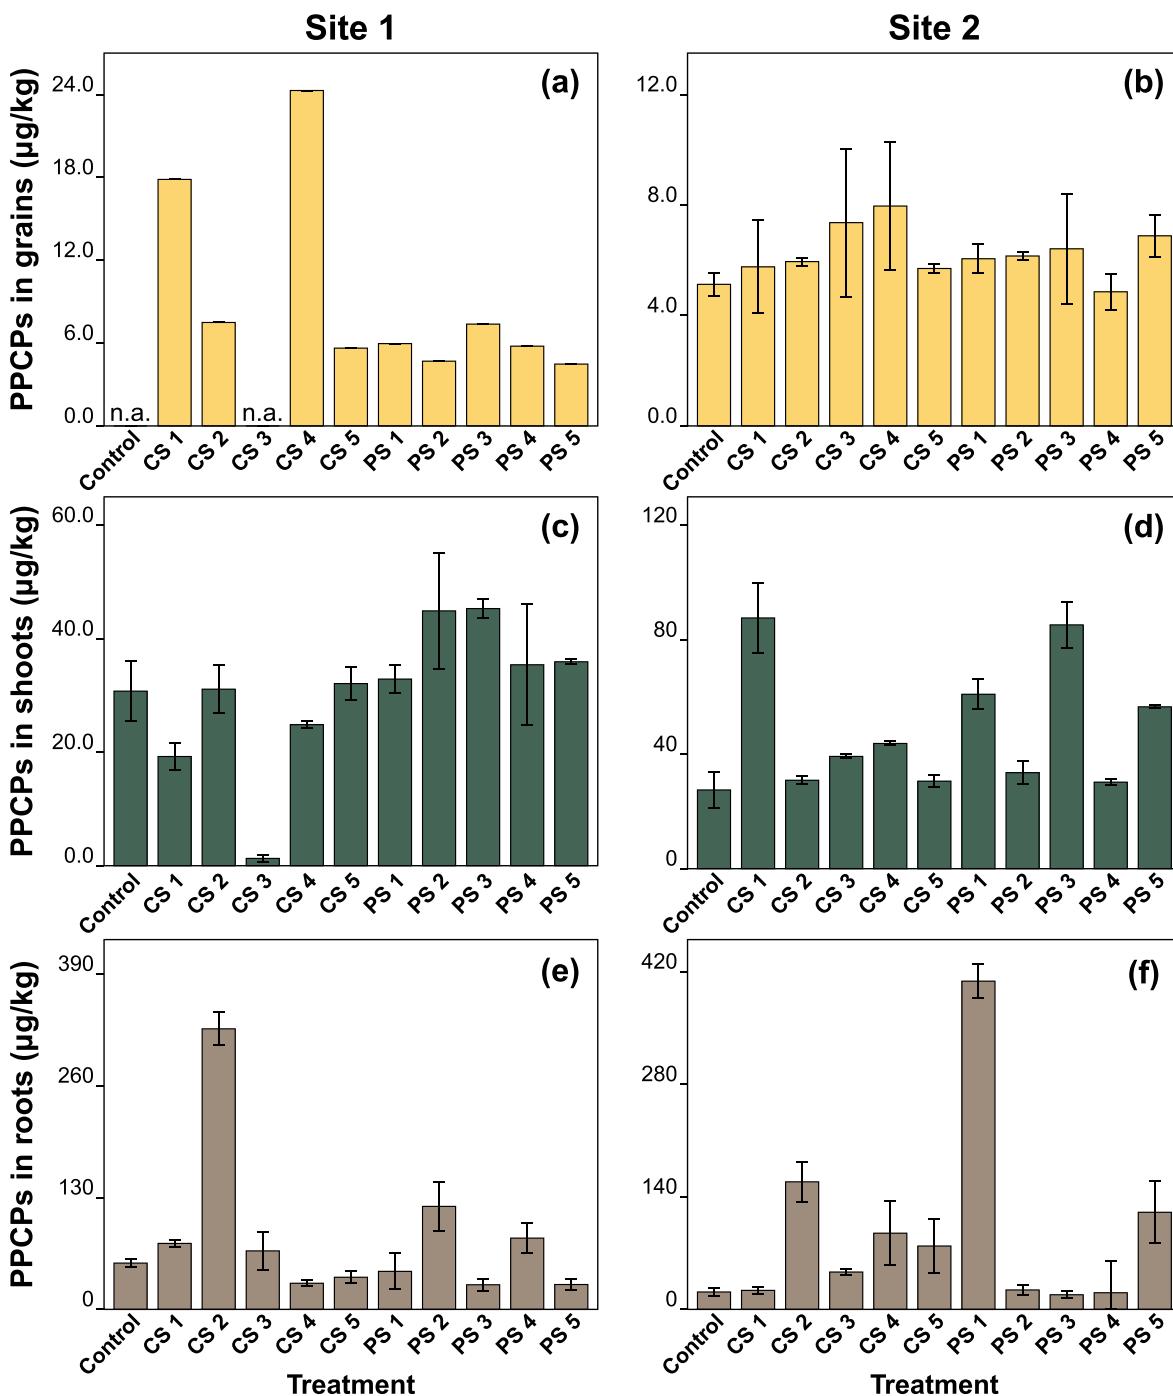 Site 1
Site 2
PPCPs in grains (µg/kg)
24.0
18.0
12.0
6.0
0.0
(a)
n.a.
n.a.
Control
CS 1
CS 2
CS 3
CS 4
CS 5
PS 1
PS 2
PS 3
PS 4
PS 5
12.0
8.0
4.0
0.0
(b)
Control
CS 1
CS 2
CS 3
CS 4
CS 5
PS 1
PS 2
PS 3
PS 4
PS 5
PPCPs in shoots (µg/kg)
60.0
40.0
20.0
0.0
(c)
Control
CS 1
CS 2
CS 3
CS 4
CS 5
PS 1
PS 2
PS 3
PS 4
PS 5
120
80
40
0
(d)
Control
CS 1
CS 2
CS 3
CS 4
CS 5
PS 1
PS 2
PS 3
PS 4
PS 5
PPCPs in roots (µg/kg)
390
260
130
0
(e)
Control
CS 1
CS 2
CS 3
CS 4
CS 5
PS 1
PS 2
PS 3
PS 4
PS 5
Treatment
420
280
140
0
(f)
Control
CS 1
CS 2
CS 3
CS 4
CS 5
PS 1
PS 2
PS 3
PS 4
PS 5
Treatment